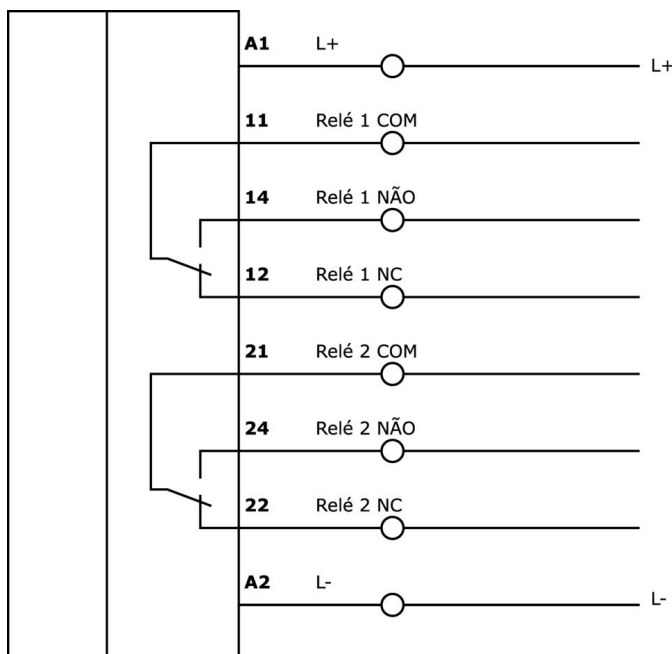 A1 L+
L+
11 Relé 1 COM
14 Relé 1 NÃO
12 Relé 1 NC
21 Relé 2 COM
24 Relé 2 NÃO
22 Relé 2 NC
A2 L-
L-